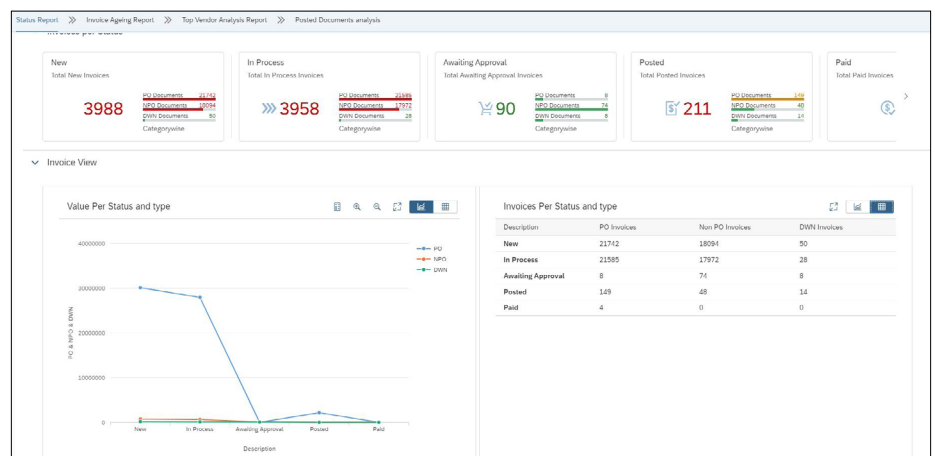 Status Report
Invoice Ageing Report
Top Vendor Analysis Report
Posted Documents analysis
Invoices per Status
New
Total New Invoices
3988
PO Documents 21742
NPO Documents 18094
DWN Documents 50
Categorywise
In Process
Total In Process Invoices
3958
PO Documents 21585
NPO Documents 17972
DWN Documents 28
Categorywise
Awaiting Approval
Total Awaiting Approval Invoices
90
PO Documents 8
NPO Documents 74
DWN Documents 8
Categorywise
Posted
Total Posted Invoices
211
PO Documents 149
NPO Documents 48
DWN Documents 14
Categorywise
Paid
Total Paid Invoices
Invoice View
Value Per Status and type
40000000
30000000
20000000
10000000
0
PO & NPO & DWN
PO
NPO
DWN
New In Process Awaiting Approval Posted Paid
Description
Invoices Per Status and type
Description PO Invoices Non PO Invoices DWN Invoices
New 21742 18094 50
In Process 21585 17972 28
Awaiting Approval 8 74 8
Posted 149 48 14
Paid 4 0 0